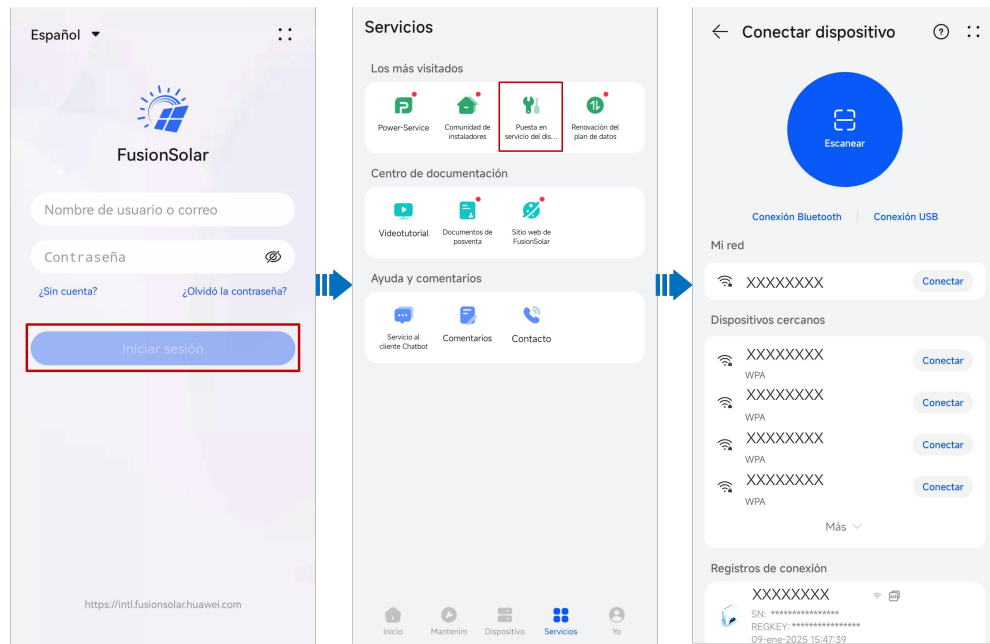 Español
FusionSolar
Nombre de usuario o correo
Contraseña
¿Sin cuenta?
¿Olvidó la contraseña?
Iniciar sesión
https://intl.fusionsolar.huawei.com
Servicios
Los más visitados
Power-Service
Comunidad de
instaladores
Puesta en
servicio del dis...
Renovación del
plan de datos
Centro de documentación
Videotutorial
Documentos de
posventa
Sitio web de
FusionSolar
Ayuda y comentarios
Servicio al
cliente Chatbot
Comentarios
Contacto
Inicio
Mantenim
Dispositivo
Servicios
Yo
Conectar dispositivo
Escanear
Conexión Bluetooth
Conexión USB
Mi red
XXXXXXXX
Conectar
Dispositivos cercanos
XXXXXXXX
WPA
Conectar
XXXXXXXX
WPA
Conectar
XXXXXXXX
WPA
Conectar
XXXXXXXX
WPA
Conectar
Más
Registros de conexión
XXXXXXXX
SN: ****************
REGKEY: ****************
09-ene-2025 15:47:39